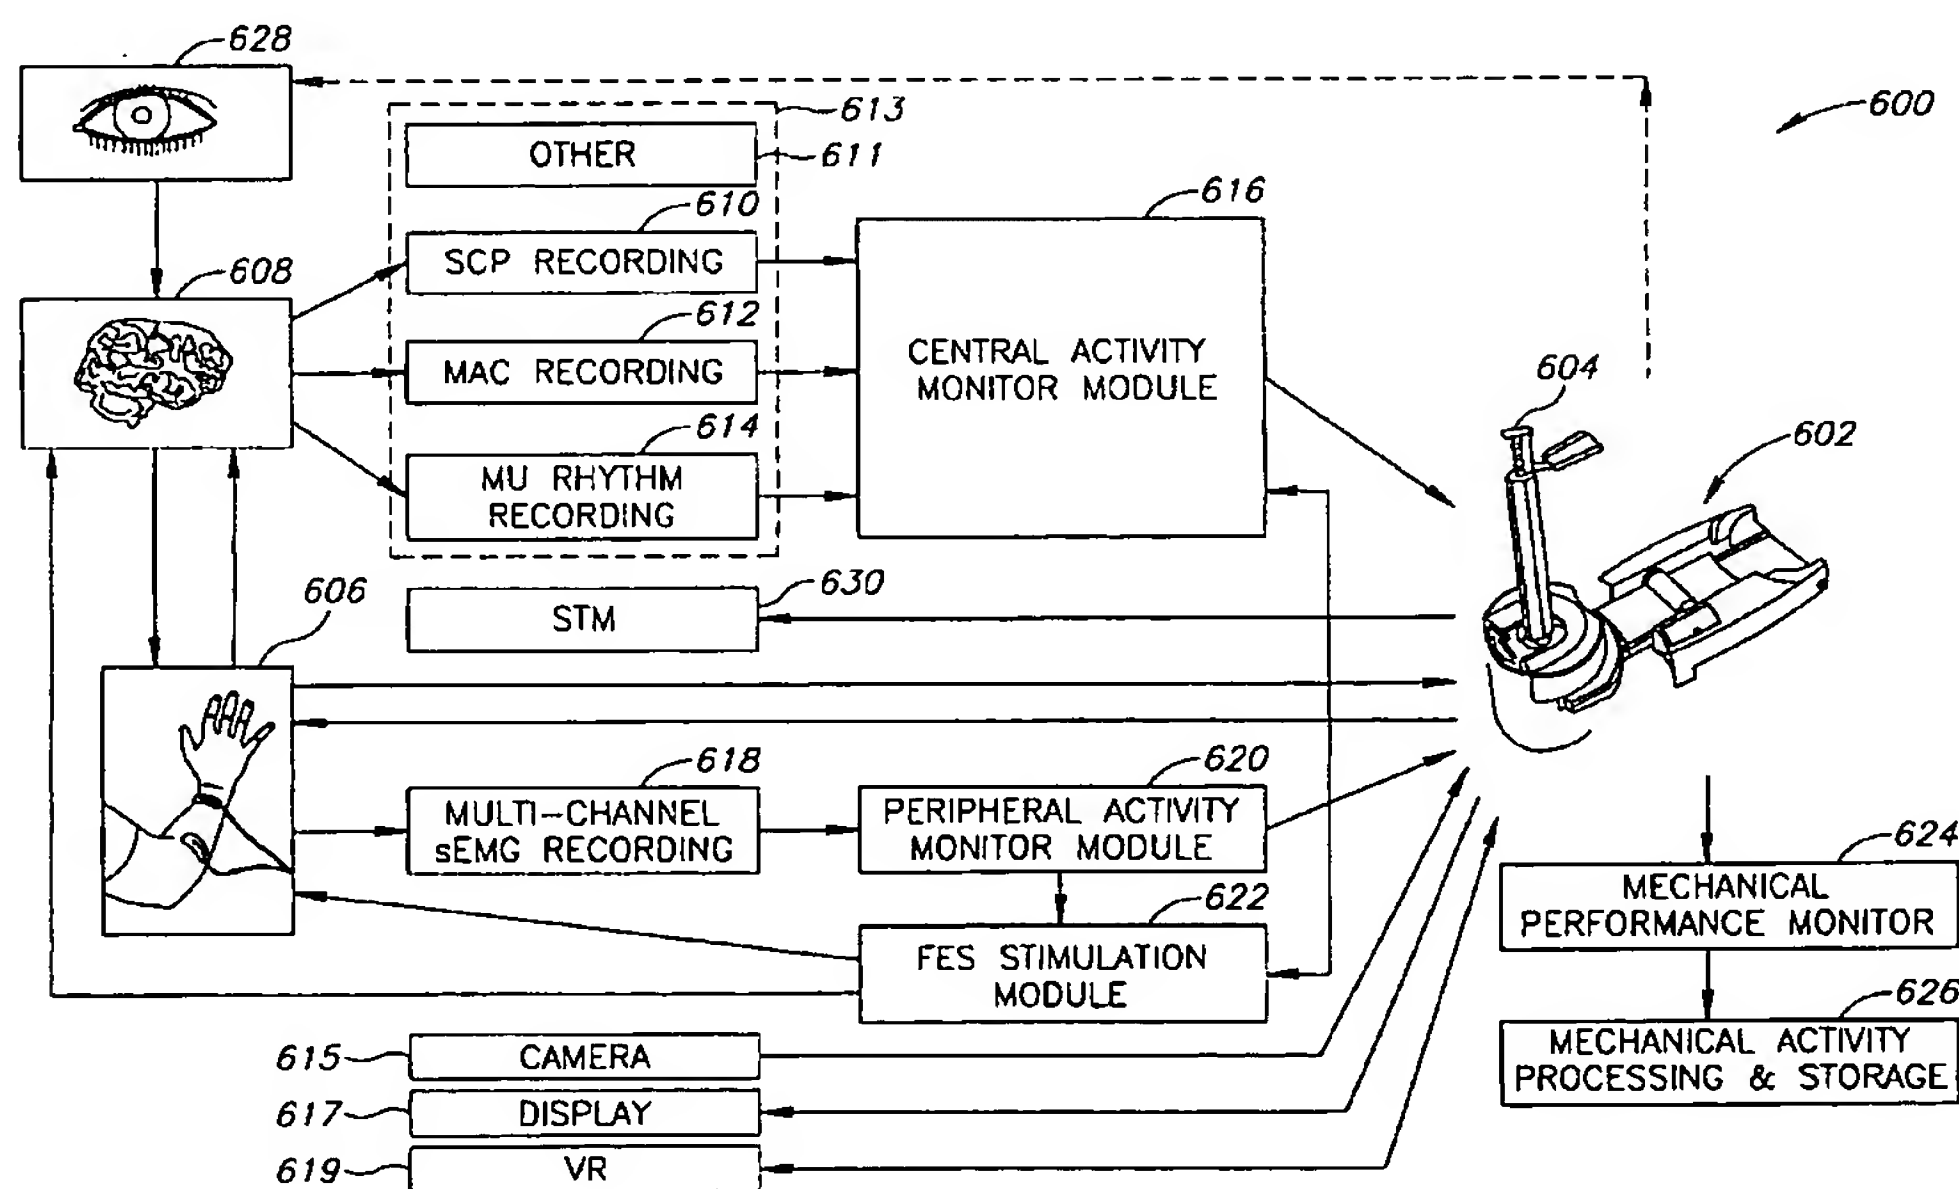 628
613
600
OTHER
611
610
616
SCP RECORDING
608
612
CENTRAL ACTIVITY
MONITOR MODULE
MAC RECORDING
604
614
602
MU RHYTHM
RECORDING
630
606
STM
618
620
MULTI-CHANNEL
sEMG RECORDING
PERIPHERAL ACTIVITY
MONITOR MODULE
624
MECHANICAL
PERFORMANCE MONITOR
622
FES STIMULATION
MODULE
626
MECHANICAL ACTIVITY
PROCESSING & STORAGE
615
CAMERA
617
DISPLAY
619
VR